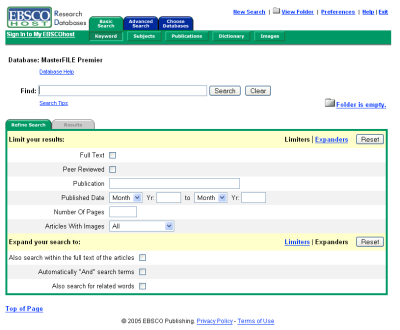 EBSCO HOST Research Databases
New Search | View Folder | Preferences | Help | Exit
Basic Search Advanced Search Choose Databases
Sign In to My EBSCOhost Keyword Subjects Publications Dictionary Images
Database: MasterFILE Premier
Database Help
Find: Search Clear
Search Tips Folder is empty.
Refine Search Results
Limit your results: Limiters | Expanders Reset
Full Text
Peer Reviewed
Publication
Published Date Month Yr: to Month Yr:
Number Of Pages
Articles With Images All
Expand your search to: Limiters | Expanders Reset
Also search within the full text of the articles
Automatically "And" search terms
Also search for related words
Top of Page
© 2005 EBSCO Publishing. Privacy Policy - Terms of Use